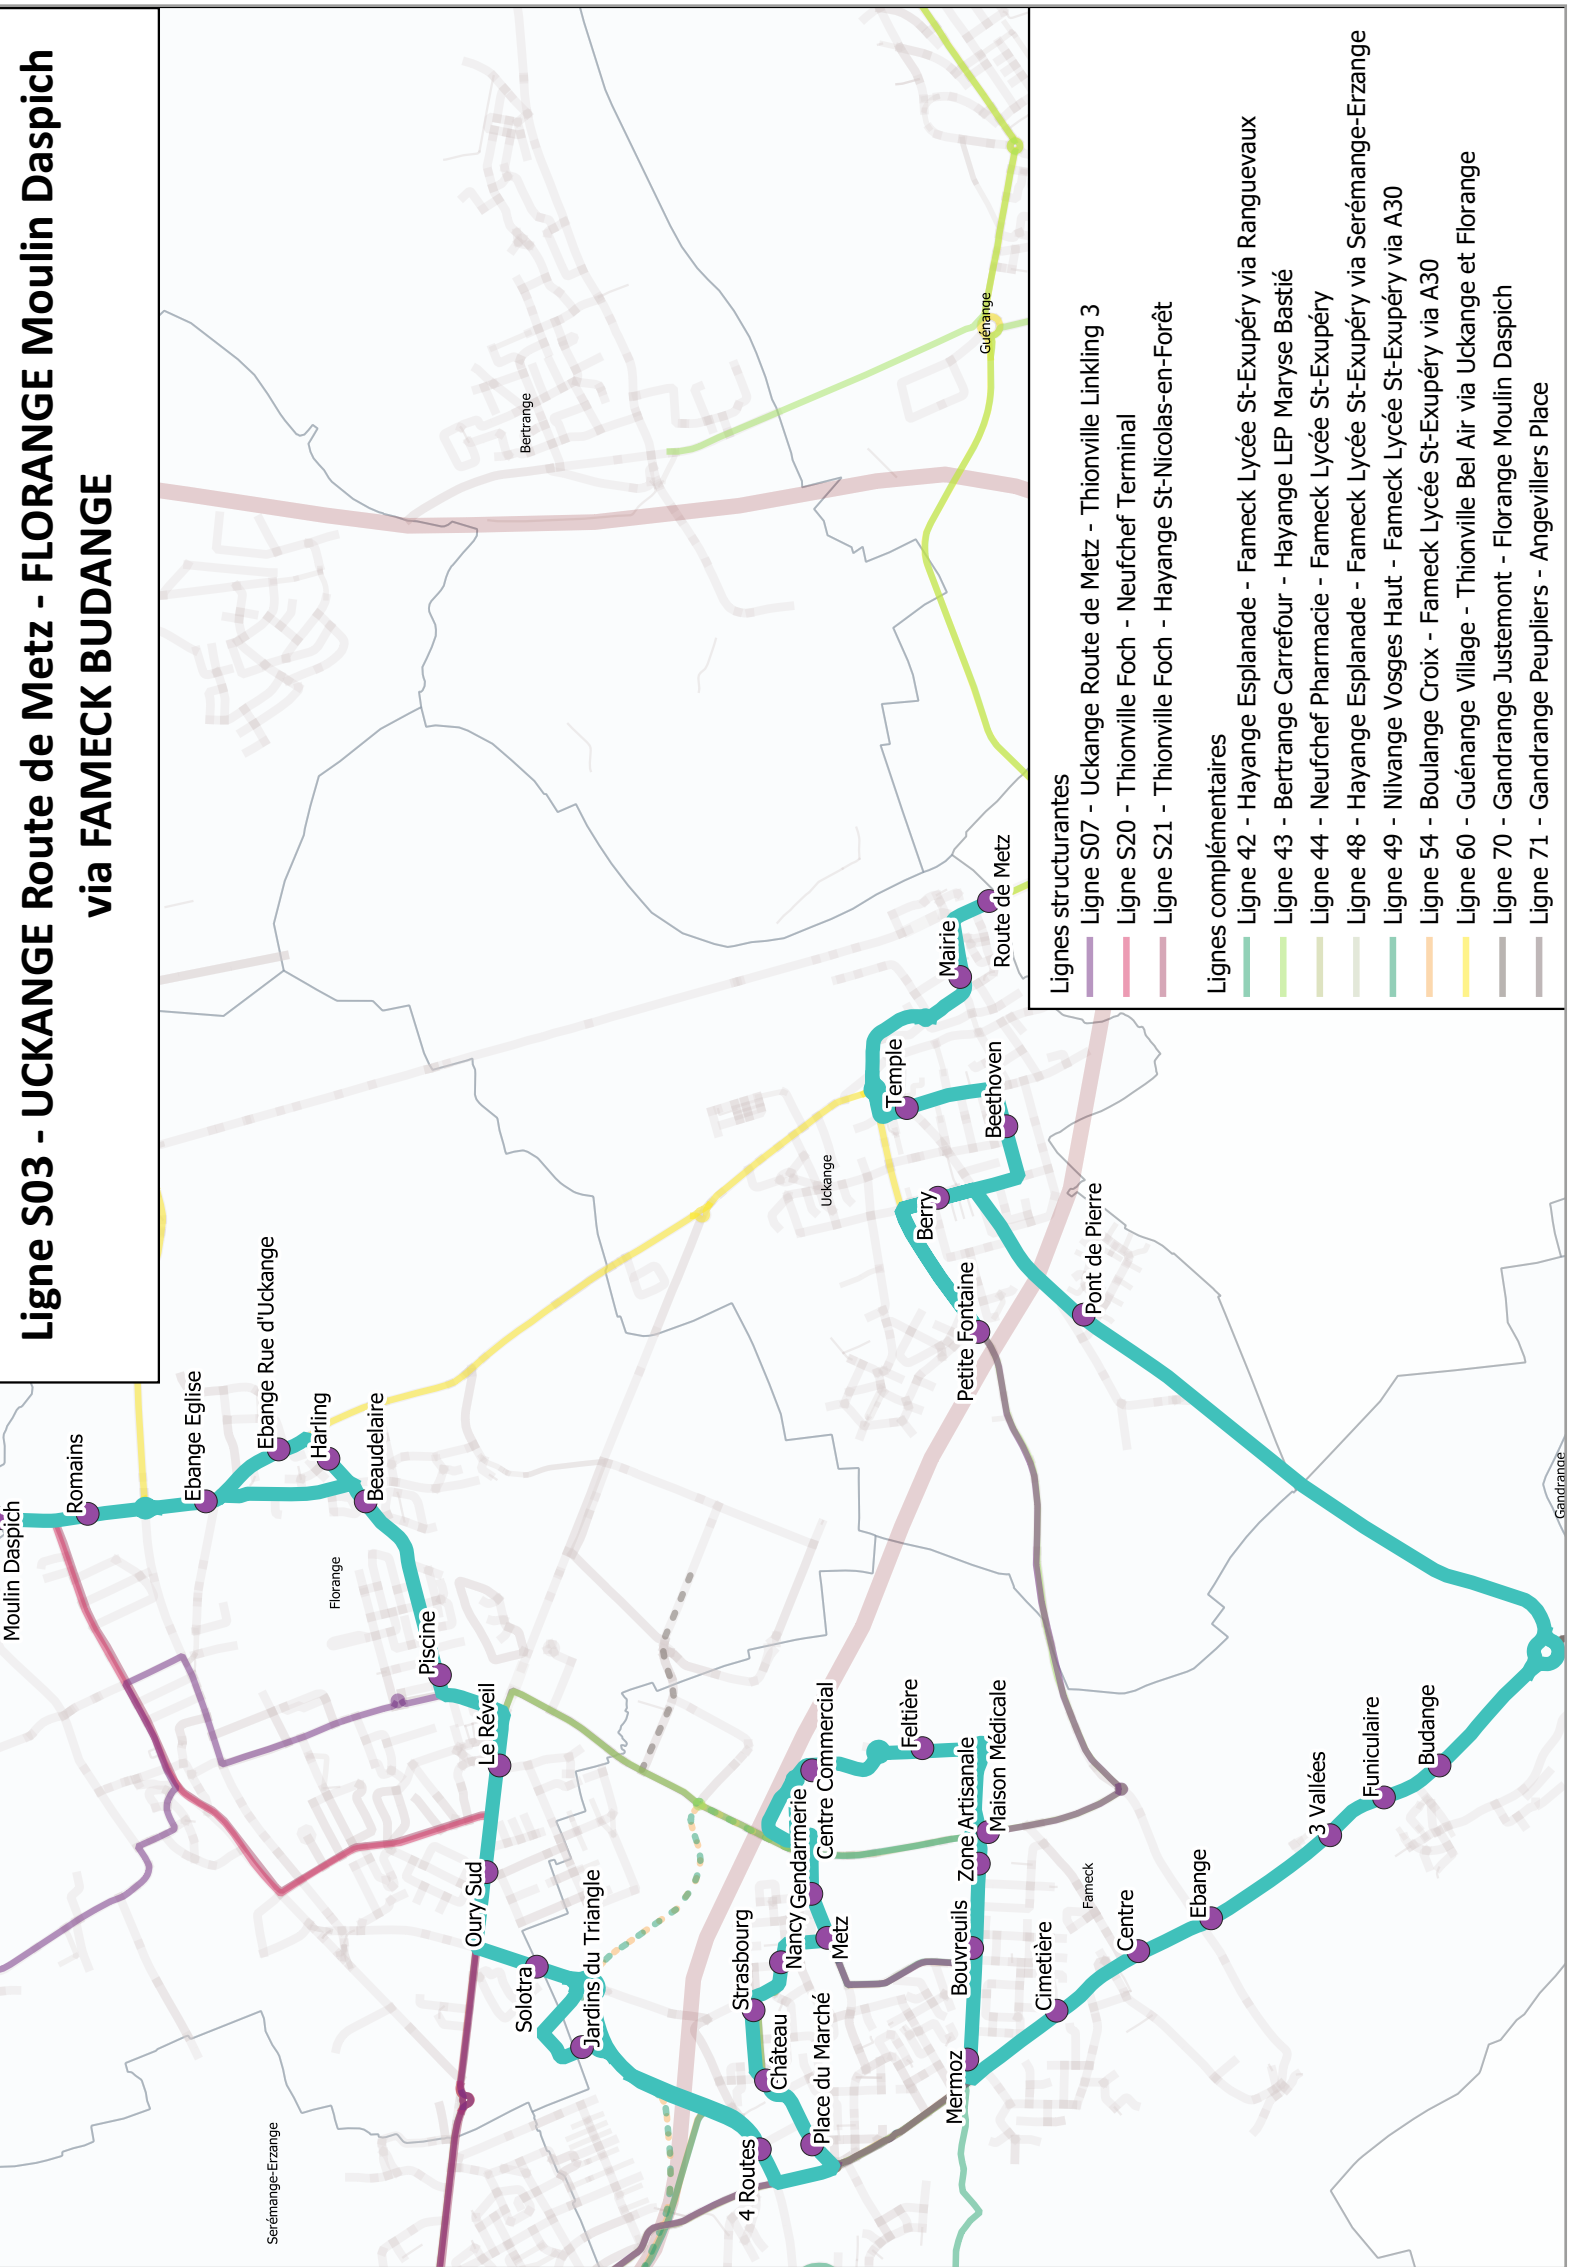 Ligne S03 - UCKANGE Route de Metz - FLORANGE Moulin Daspich
via FAMECK BUDANGE
Moulin Daspich
Romains
Ebange Eglise
Ebange Rue d'Uckange
Harling
Beaudelaire
Florange
Piscine
Le Réveil
Oury Sud
Solotra
Jardins du Triangle
Serémange-Erzange
4 Routes
Place du Marché
Château
Strasbourg
Nancy
Metz
Gendarmerie
Centre Commercial
Feltière
Maison Médicale
Zone Artisanale
Bouvreuils
Mermoz
Cimetière
Centre
Fameck
Ebange
3 Vallées
Funiculaire
Budange
Gandrange
Pont de Pierre
Petite Fontaine
Berry
Beethoven
Temple
Uckange
Mairie
Route de Metz
Bertrange
Guénange
Lignes structurantes
Ligne S07 - Uckange Route de Metz - Thionville Linkling 3
Ligne S20 - Thionville Foch - Neufchef Terminal
Ligne S21 - Thionville Foch - Hayange St-Nicolas-en-Forêt
Lignes complémentaires
Ligne 42 - Hayange Esplanade - Fameck Lycée St-Exupéry via Ranguevaux
Ligne 43 - Bertrange Carrefour - Hayange LEP Maryse Bastié
Ligne 44 - Neufchef Pharmacie - Fameck Lycée St-Exupéry
Ligne 48 - Hayange Esplanade - Fameck Lycée St-Exupéry via Serémange-Erzange
Ligne 49 - Nilvange Vosges Haut - Fameck Lycée St-Exupéry via A30
Ligne 54 - Boulange Croix - Fameck Lycée St-Exupéry via A30
Ligne 60 - Guénange Village - Thionville Bel Air via Uckange et Florange
Ligne 70 - Gandrange Justemont - Florange Moulin Daspich
Ligne 71 - Gandrange Peupliers - Angevillers Place